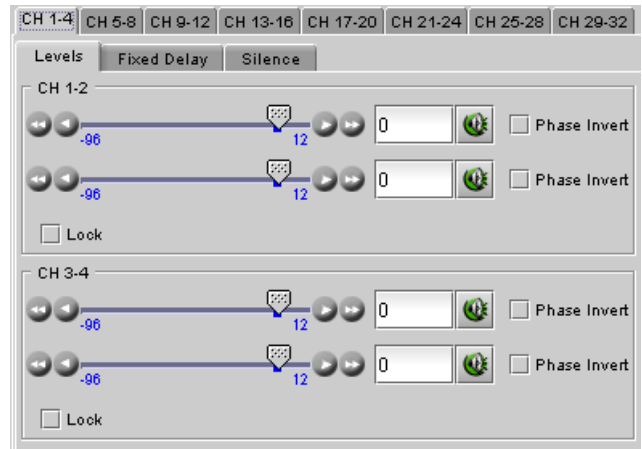 CH 1-4 CH 5-8 CH 9-12 CH 13-16 CH 17-20 CH 21-24 CH 25-28 CH 29-32
Levels Fixed Delay Silence
CH 1-2
0 Phase Invert
-96 12
0 Phase Invert
-96 12
Lock
CH 3-4
0 Phase Invert
-96 12
0 Phase Invert
-96 12
Lock